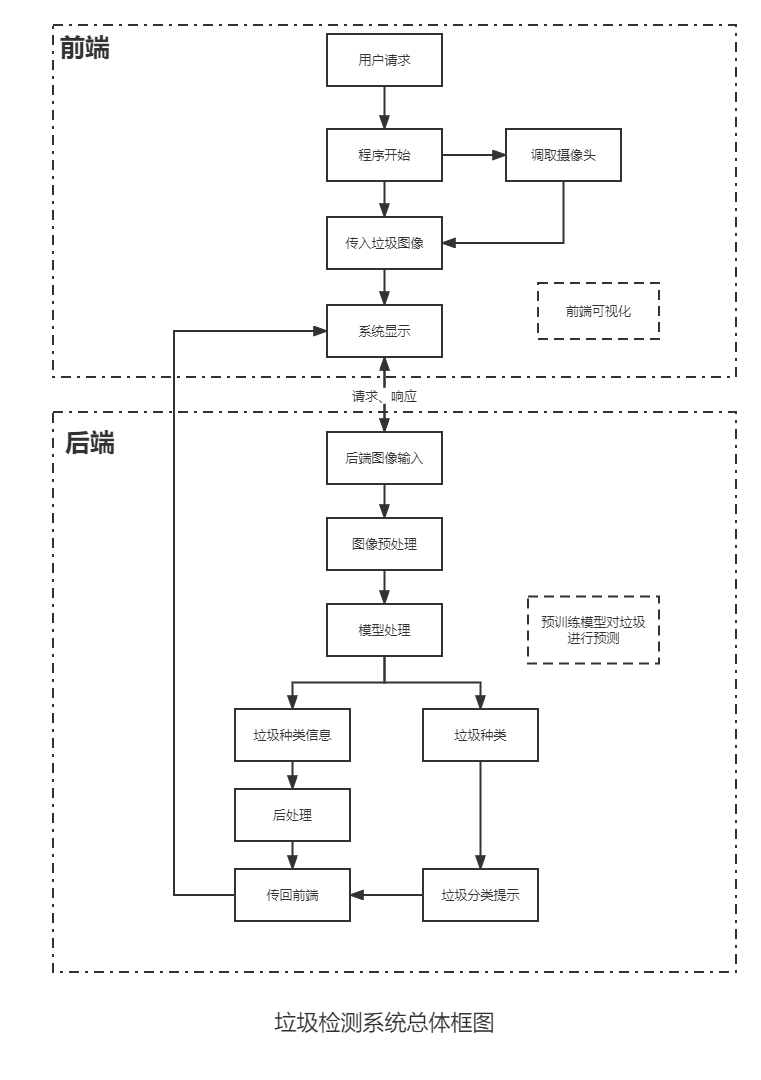 前端
用户请求
程序开始
调取摄像头
传入垃圾图像
前端可视化
系统显示
请求、响应
后端
后端图像输入
图像预处理
模型处理
预训练模型对垃圾
进行预测
垃圾种类信息
垃圾种类
后处理
传回前端
垃圾分类提示
垃圾检测系统总体框图